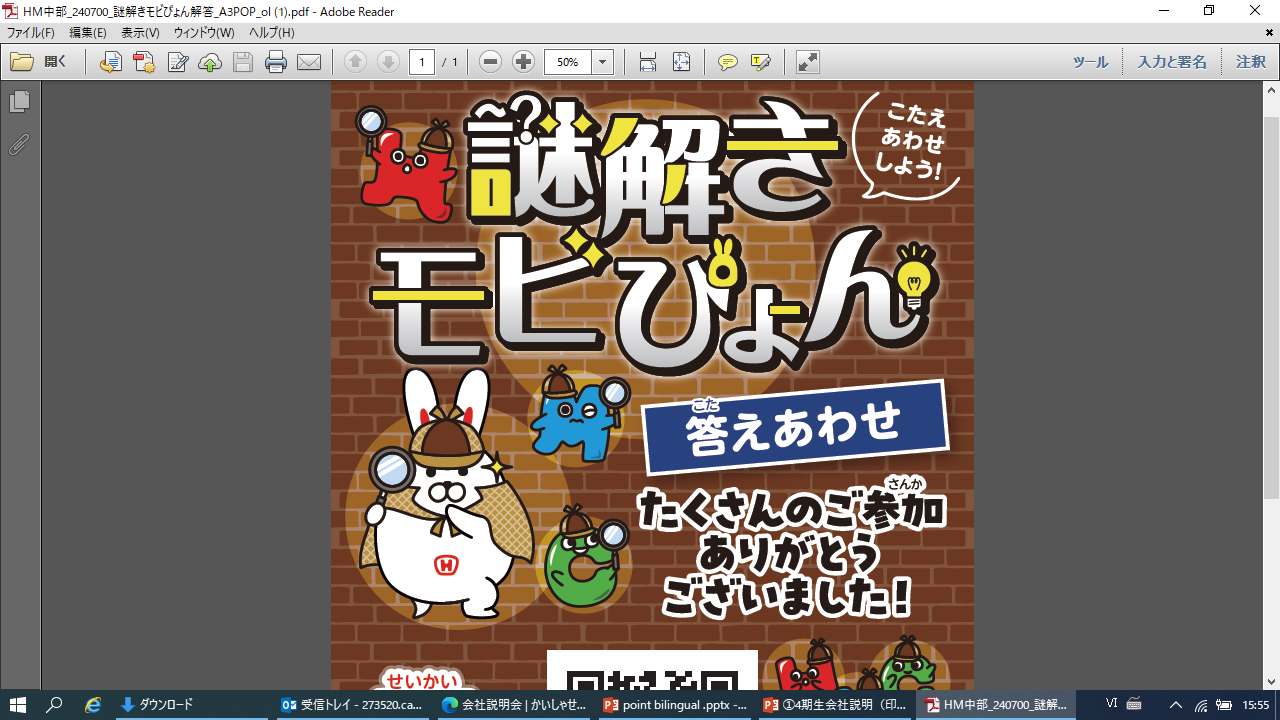 HM中部_240700_謎解きモピぴょん解答_A3POP_ol (1).pdf - Adobe Reader
ファイル(F) 編集(E) 表示(V) ウィンドウ(W) ヘルプ(H)
開く 1 / 1 50% ツール 入力と署名 注釈
謎解き
こたえ
あわせ
しよう!
モビぴょん
こた
答えあわせ
さんか
たくさんのご参加
ありがとう
ございました!
せいかい
ダウンロード 受信トレイ - 273520.ca... 会社説明会 | かいしゃせ... point bilingual .pptx -... ①4期生会社説明（印... HM中部_240700_謎解... VI 15:55